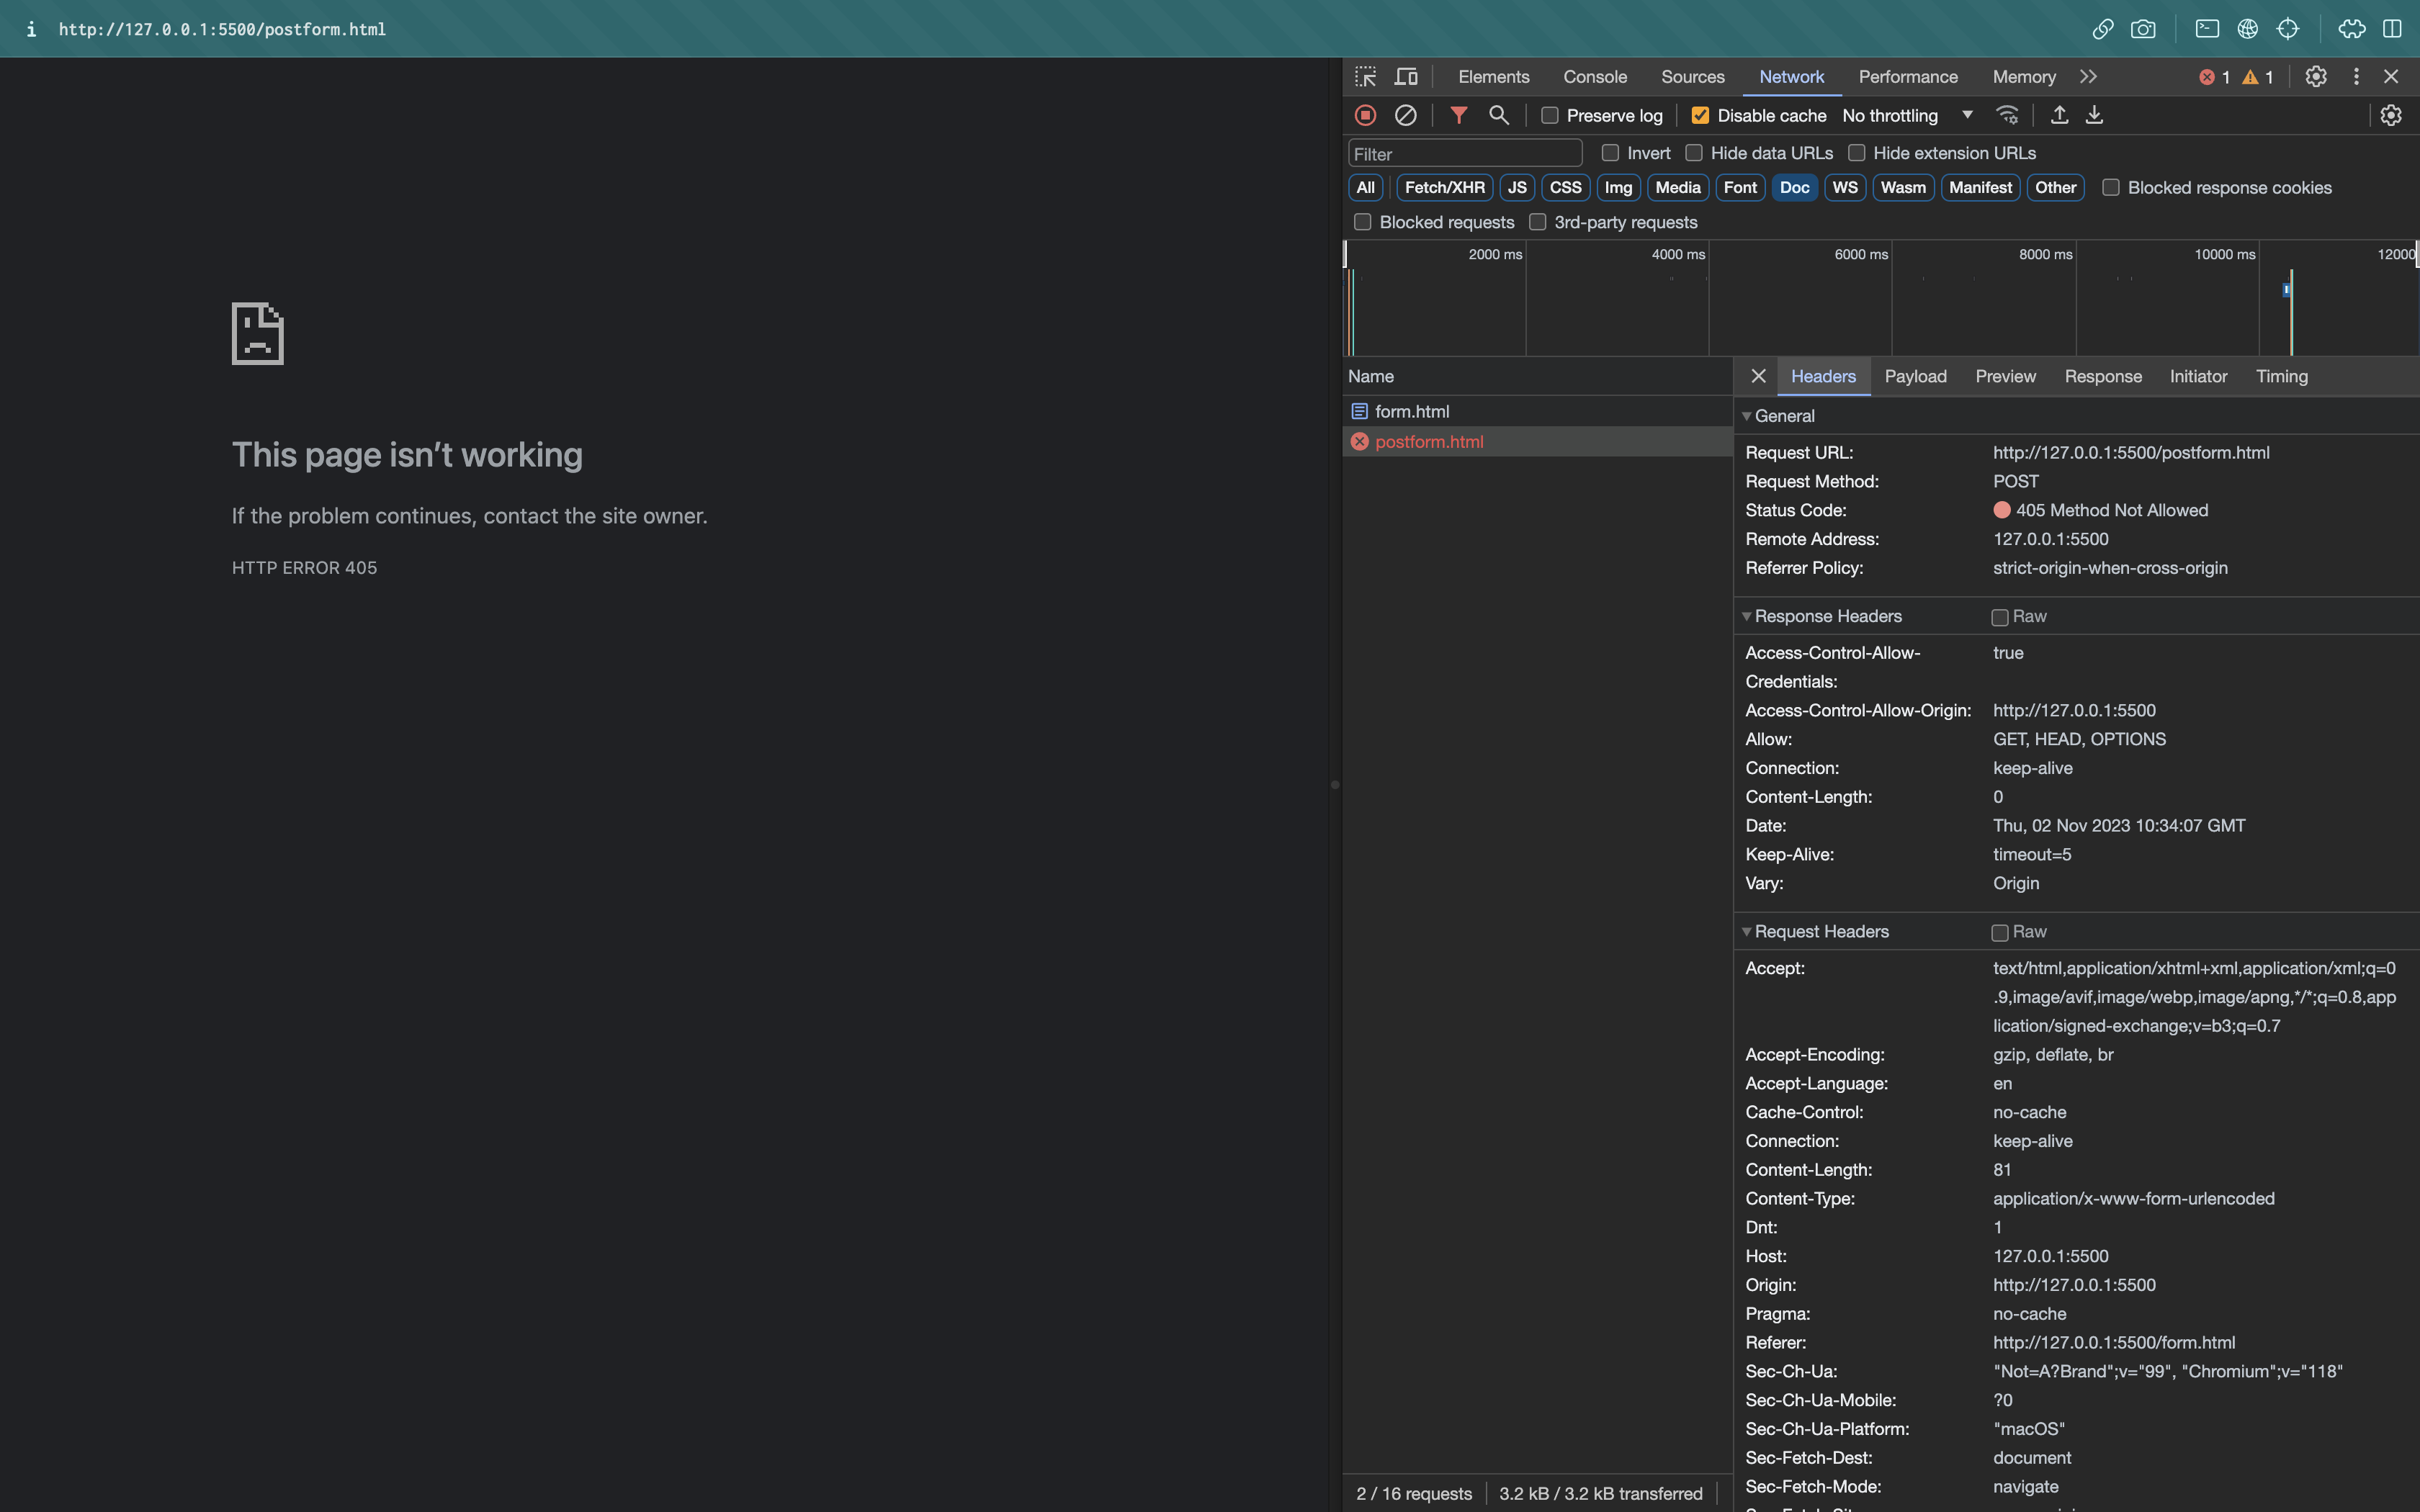 http://127.0.0.1:5500/postform.html
Elements Console Sources Network Performance Memory 1 1
Preserve log Disable cache No throttling
Filter Invert Hide data URLs Hide extension URLs
All Fetch/XHR JS CSS Img Media Font Doc WS Wasm Manifest Other Blocked response cookies
Blocked requests 3rd-party requests
2000 ms 4000 ms 6000 ms 8000 ms 10000 ms 12000
This page isn’t working
If the problem continues, contact the site owner.
HTTP ERROR 405
Name
form.html
postform.html
2 / 16 requests 3.2 kB / 3.2 kB transferred
Headers Payload Preview Response Initiator Timing
General
Request URL: http://127.0.0.1:5500/postform.html
Request Method: POST
Status Code: 405 Method Not Allowed
Remote Address: 127.0.0.1:5500
Referrer Policy: strict-origin-when-cross-origin
Response Headers Raw
Access-Control-Allow- true
Credentials:
Access-Control-Allow-Origin: http://127.0.0.1:5500
Allow: GET, HEAD, OPTIONS
Connection: keep-alive
Content-Length: 0
Date: Thu, 02 Nov 2023 10:34:07 GMT
Keep-Alive: timeout=5
Vary: Origin
Request Headers Raw
Accept: text/html,application/xhtml+xml,application/xml;q=0
.9,image/avif,image/webp,image/apng,*/*;q=0.8,app
lication/signed-exchange;v=b3;q=0.7
Accept-Encoding: gzip, deflate, br
Accept-Language: en
Cache-Control: no-cache
Connection: keep-alive
Content-Length: 81
Content-Type: application/x-www-form-urlencoded
Dnt: 1
Host: 127.0.0.1:5500
Origin: http://127.0.0.1:5500
Pragma: no-cache
Referer: http://127.0.0.1:5500/form.html
Sec-Ch-Ua: "Not=A?Brand";v="99", "Chromium";v="118"
Sec-Ch-Ua-Mobile: ?0
Sec-Ch-Ua-Platform: "macOS"
Sec-Fetch-Dest: document
Sec-Fetch-Mode: navigate